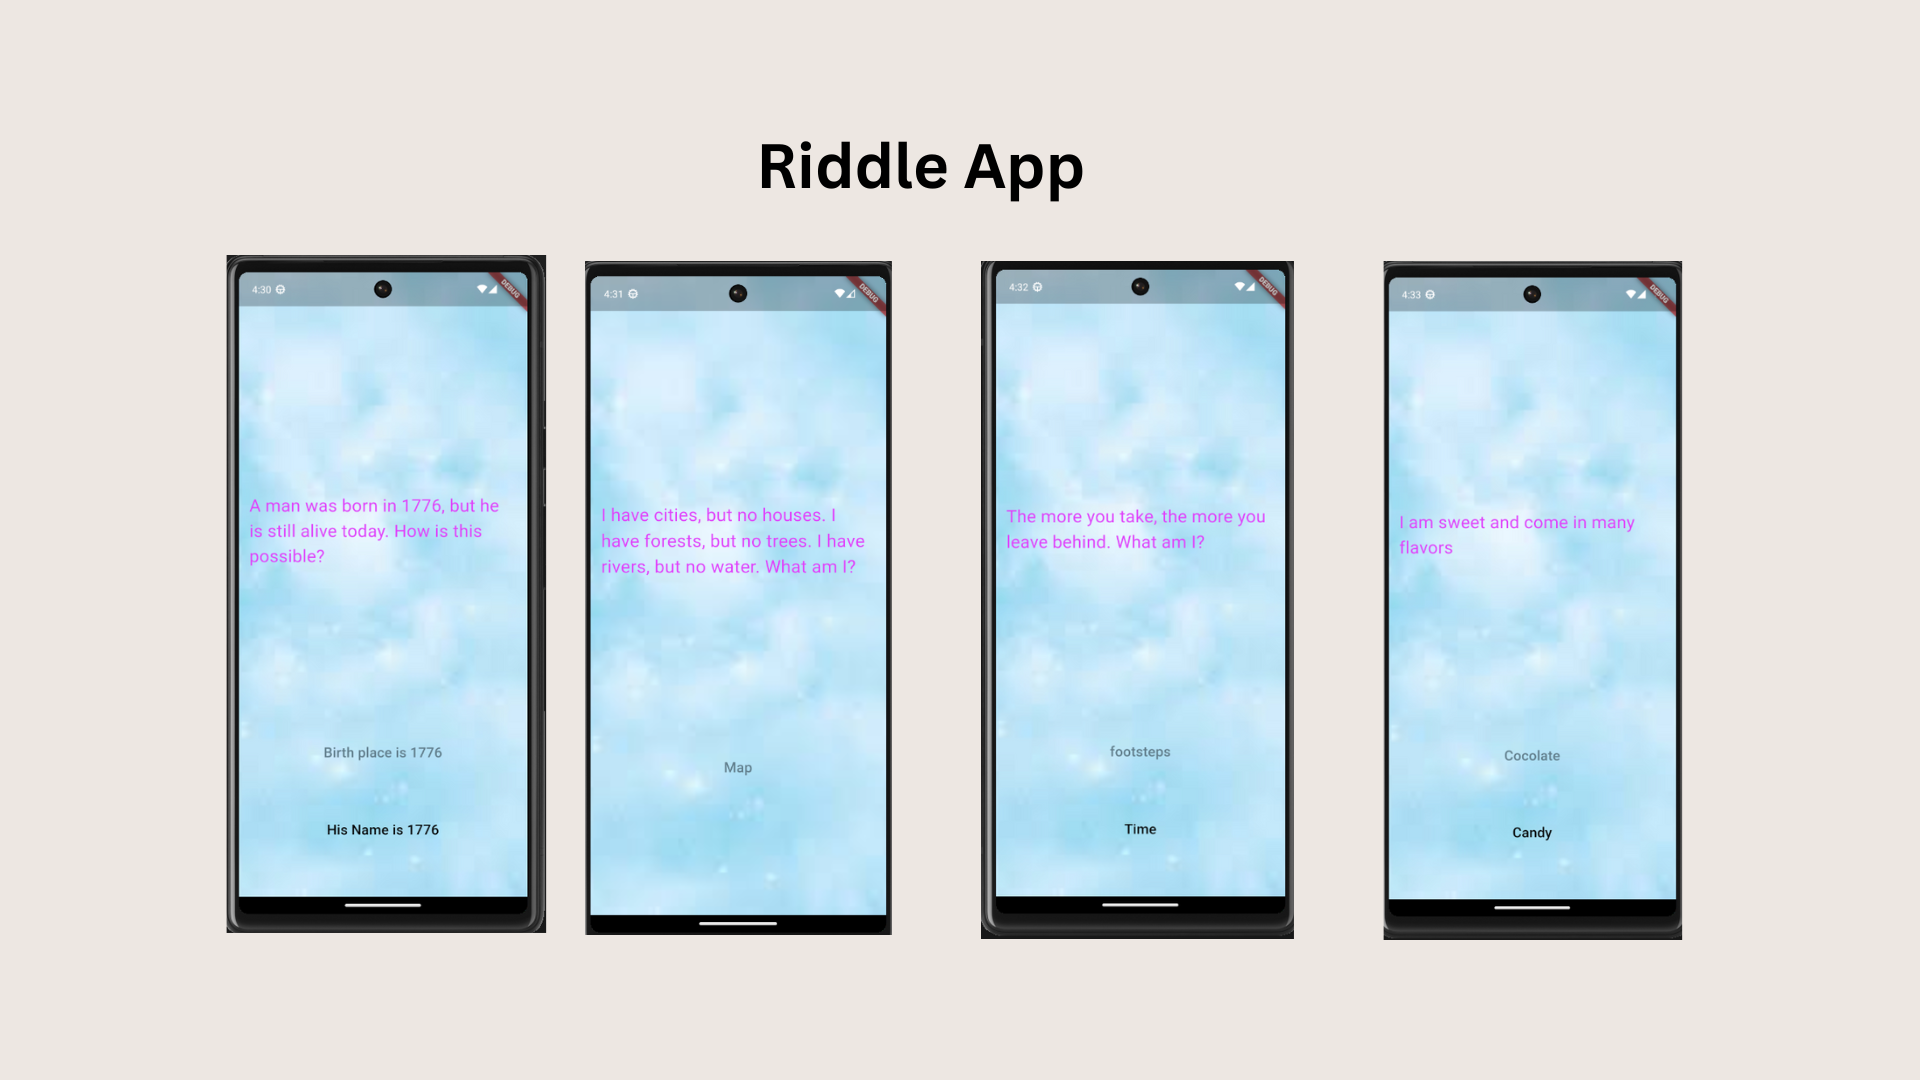 Riddle App
4:30
DEBUG
A man was born in 1776, but he
is still alive today. How is this
possible?
Birth place is 1776
His Name is 1776
4:31
DEBUG
I have cities, but no houses. I
have forests, but no trees. I have
rivers, but no water. What am I?
Map
4:32
DEBUG
The more you take, the more you
leave behind. What am I?
footsteps
Time
4:33
DEBUG
I am sweet and come in many
flavors
Cocolate
Candy